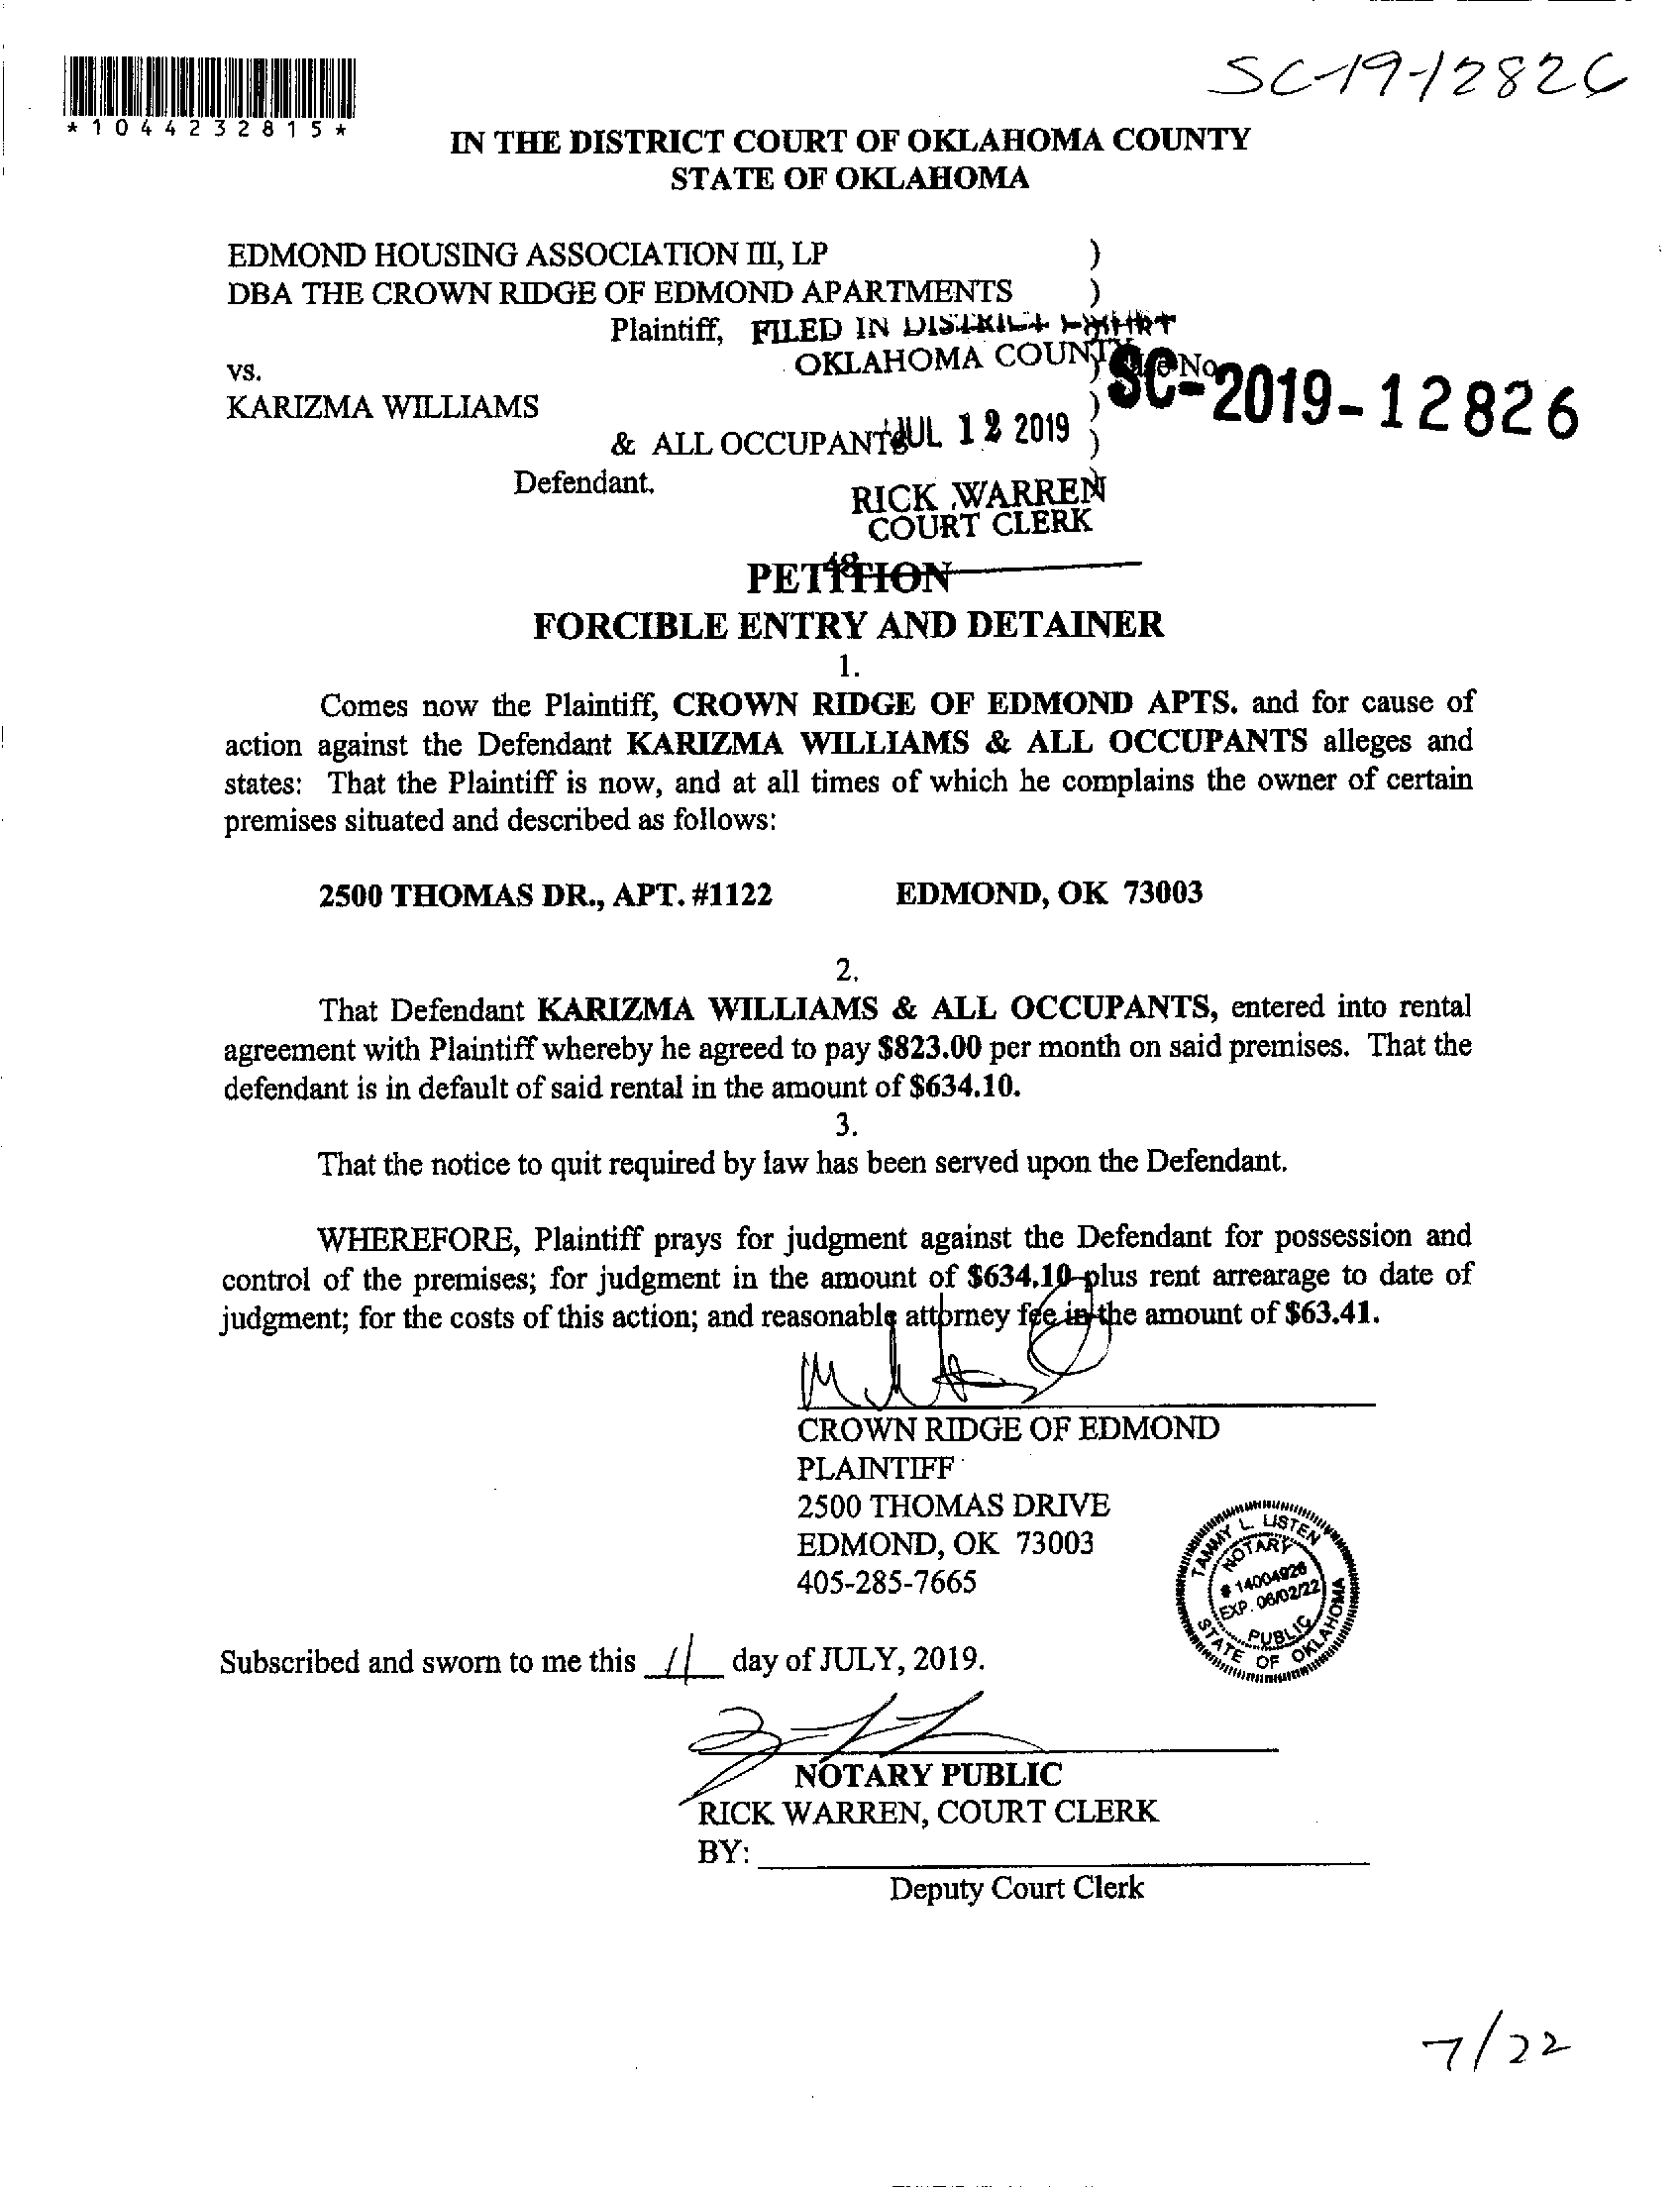 SC-19-12826
*1044232815*
IN THE DISTRICT COURT OF OKLAHOMA COUNTY
STATE OF OKLAHOMA
EDMOND HOUSING ASSOCIATION III, LP )
DBA THE CROWN RIDGE OF EDMOND APARTMENTS )
Plaintiff, FILED IN DISTRICT COURT
OKLAHOMA COUNTY
vs. ) No.
SC-2019-12826
KARIZMA WILLIAMS )
& ALL OCCUPANTS JUL 12 2019 )
Defendant. )
RICK WARREN
COURT CLERK
48
PETITION
FORCIBLE ENTRY AND DETAINER
1.
Comes now the Plaintiff, CROWN RIDGE OF EDMOND APTS. and for cause of
action against the Defendant KARIZMA WILLIAMS & ALL OCCUPANTS alleges and
states: That the Plaintiff is now, and at all times of which he complains the owner of certain
premises situated and described as follows:
2500 THOMAS DR., APT. #1122 EDMOND, OK 73003
2.
That Defendant KARIZMA WILLIAMS & ALL OCCUPANTS, entered into rental
agreement with Plaintiff whereby he agreed to pay $823.00 per month on said premises. That the
defendant is in default of said rental in the amount of $634.10.
3.
That the notice to quit required by law has been served upon the Defendant.
WHEREFORE, Plaintiff prays for judgment against the Defendant for possession and
control of the premises; for judgment in the amount of $634.10 plus rent arrearage to date of
judgment; for the costs of this action; and reasonable attorney fee in the amount of $63.41.
CROWN RIDGE OF EDMOND
PLAINTIFF
2500 THOMAS DRIVE
EDMOND, OK 73003
405-285-7665
TAMMY L. LISTEN
NOTARY
# 14004926
EXP. 06/02/22
PUBLIC
STATE OF OKLAHOMA
Subscribed and sworn to me this 11 day of JULY, 2019.
NOTARY PUBLIC
RICK WARREN, COURT CLERK
BY:
Deputy Court Clerk
7/22